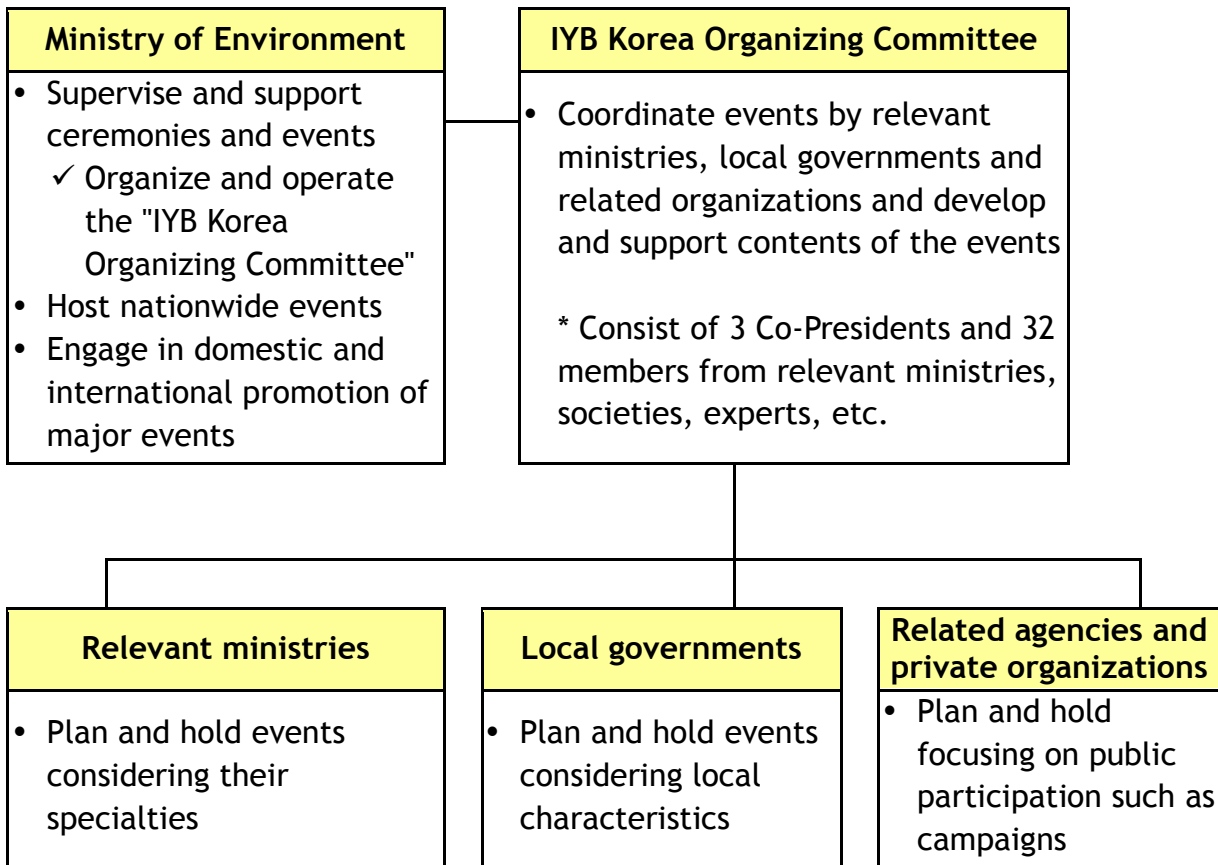 Ministry of Environment
• Supervise and support
ceremonies and events
✓ Organize and operate
the "IYB Korea
Organizing Committee"
• Host nationwide events
• Engage in domestic and
international promotion of
major events
IYB Korea Organizing Committee
• Coordinate events by relevant
ministries, local governments and
related organizations and develop
and support contents of the events
* Consist of 3 Co-Presidents and 32
members from relevant ministries,
societies, experts, etc.
Relevant ministries
• Plan and hold events
considering their
specialties
Local governments
• Plan and hold events
considering local
characteristics
Related agencies and
private organizations
• Plan and hold
focusing on public
participation such as
campaigns